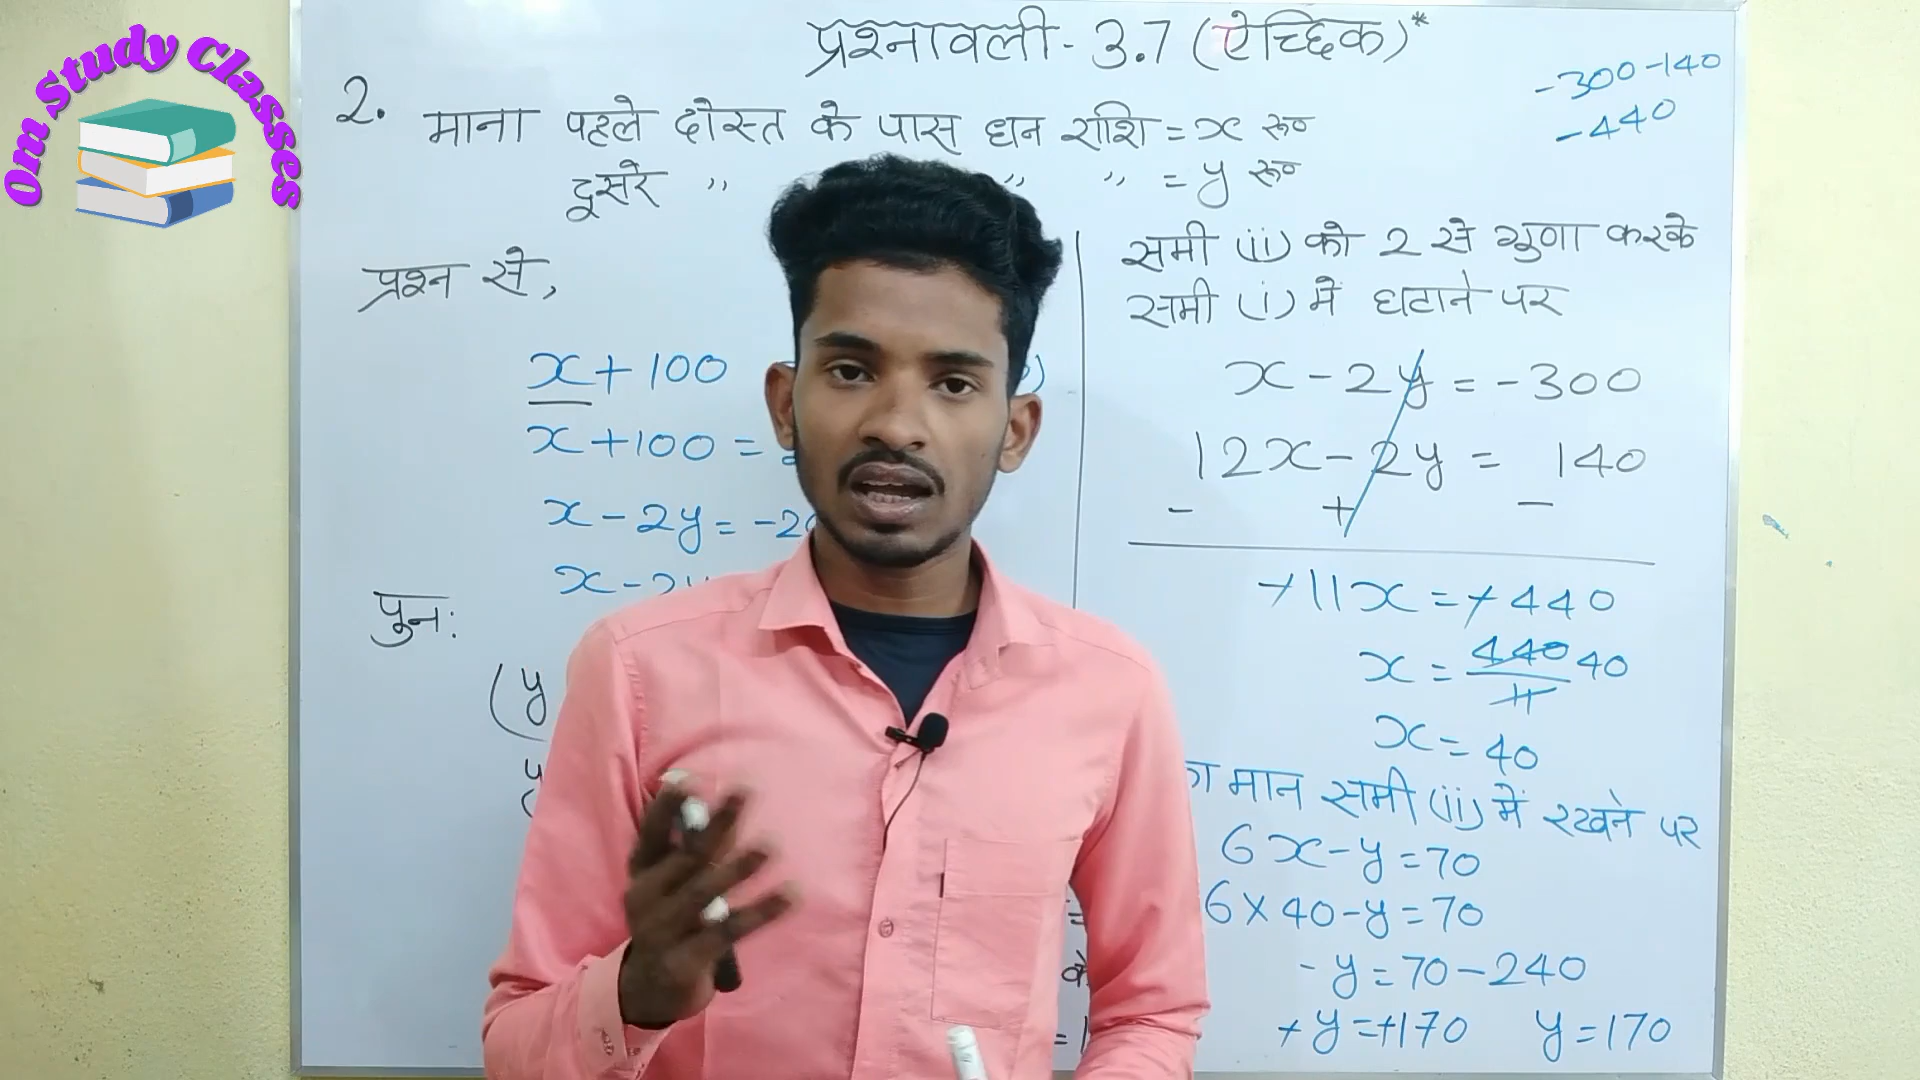 Om Study Classes
प्रश्नावली - 3.7 (ऐच्छिक)*
-300-140
-440
2. माना पहले दोस्त के पास धन राशि = x रू०
दूसरे " " " = y रू०
प्रश्न से,
x + 100
x + 100 =
x - 2y = -20
पुनः
(y
समी (ii) को 2 से गुणा करके
समी (i) में घटाने पर
x - 2y = -300
12x - 2y = 140
- + -
-11x = -440
x = 440/11 40
x = 40
मान समी (ii) में रखने पर
6x - y = 70
6 × 40 - y = 70
- y = 70 - 240
+y = +170 y = 170